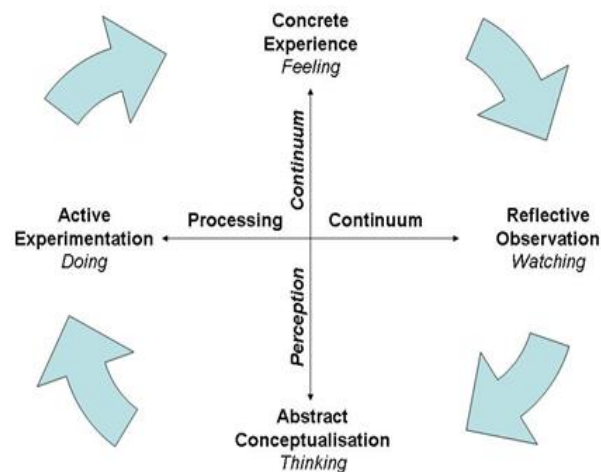 Concrete
Experience
Feeling
Continuum
Active
Experimentation
Doing
Processing
Continuum
Reflective
Observation
Watching
Perception
Abstract
Conceptualisation
Thinking